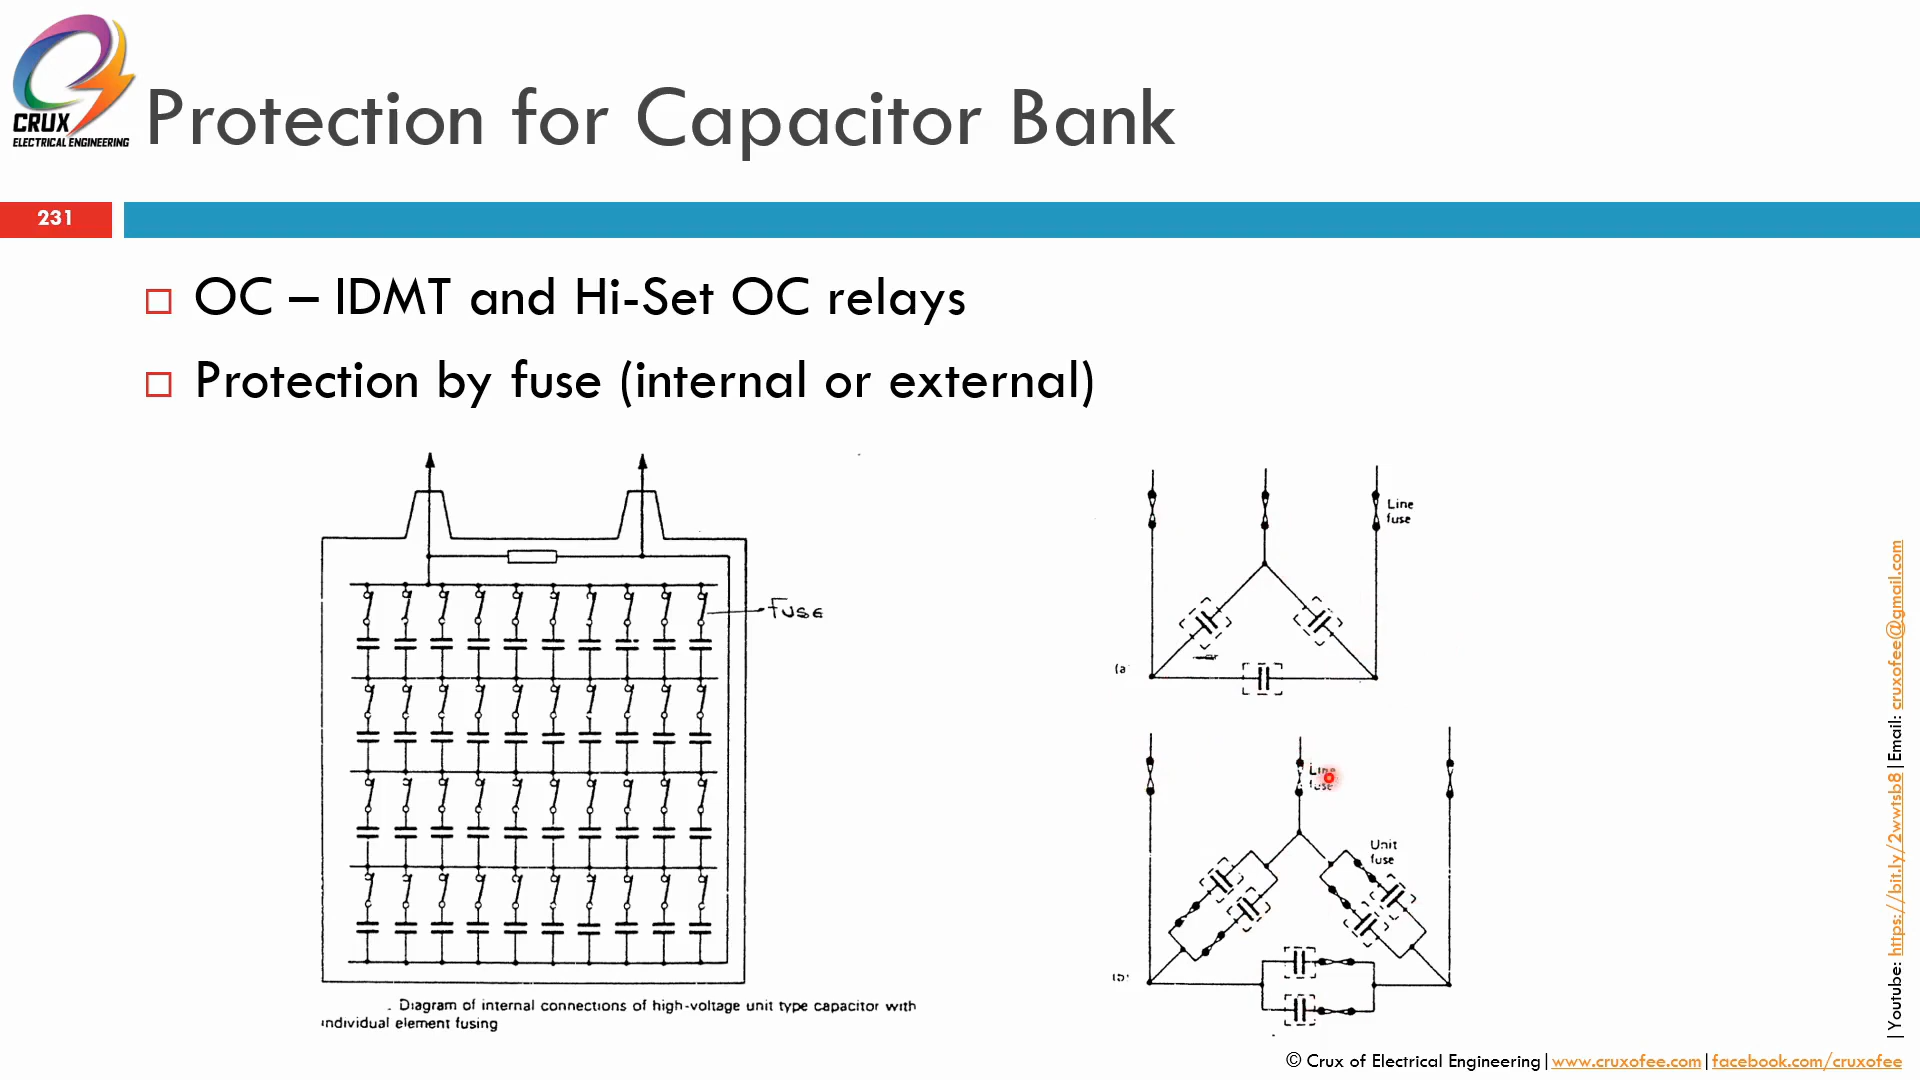 CRUX
ELECTRICAL ENGINEERING
Protection for Capacitor Bank
231
OC – IDMT and Hi-Set OC relays
Protection by fuse (internal or external)
Fuse
Diagram of internal connections of high-voltage unit type capacitor with
individual element fusing
Line
fuse
(a
Line
fuse
Unit
fuse
(b)
|Youtube: https://bit.ly/2wwtsb8|Email: cruxofee@gmail.com
© Crux of Electrical Engineering|www.cruxofee.com|facebook.com/cruxofee